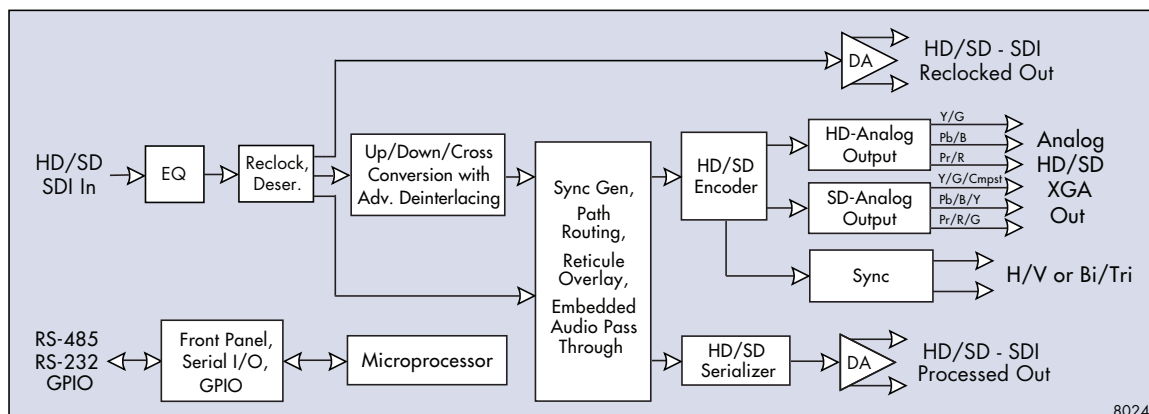 DA
HD/SD - SDI
Reclocked Out
HD/SD
SDI In
EQ
Reclock,
Deser.
Up/Down/Cross
Conversion with
Adv. Deinterlacing
Sync Gen,
Path
Routing,
Reticule
Overlay,
Embedded
Audio Pass
Through
HD/SD
Encoder
HD-Analog
Output
Y/G
Pb/B
Pr/R
SD-Analog
Output
Y/G/Cmpst
Pb/B/Y
Pr/R/G
Analog
HD/SD
XGA
Out
Sync
H/V or Bi/Tri
RS-485
RS-232
GPIO
Front Panel,
Serial I/O,
GPIO
Microprocessor
HD/SD
Serializer
DA
HD/SD - SDI
Processed Out
8024